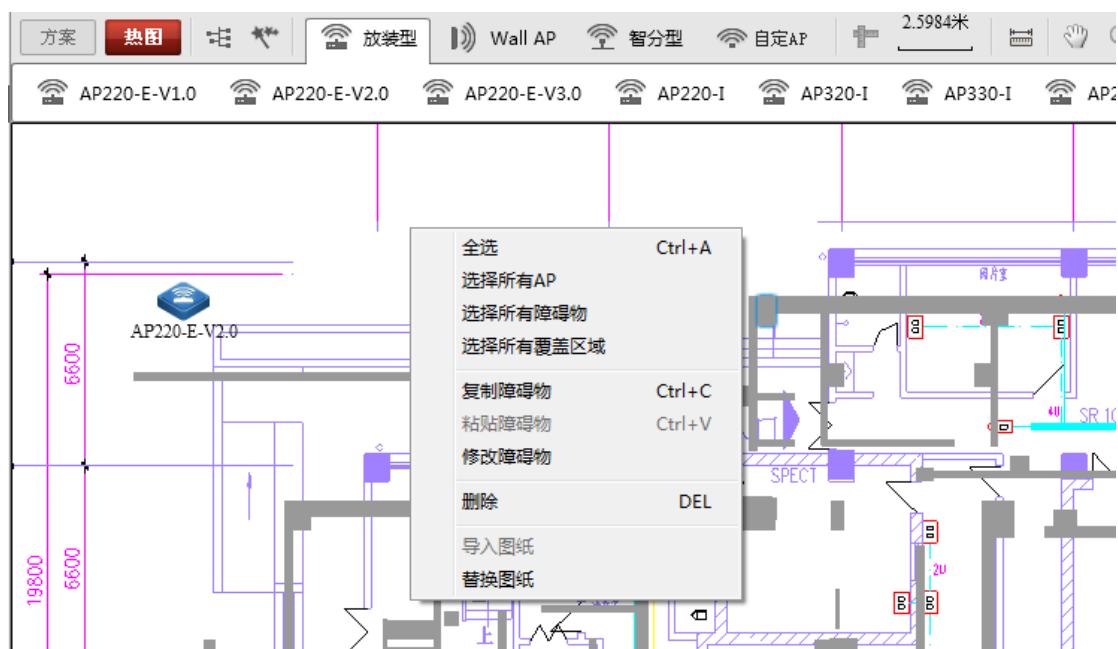 方案 热图 放装型 Wall AP 智分型 自定AP 2.5984米
AP220-E-V1.0 AP220-E-V2.0 AP220-E-V3.0 AP220-I AP320-I AP330-I
全选 Ctrl+A
选择所有AP
选择所有障碍物
选择所有覆盖区域
复制障碍物 Ctrl+C
粘贴障碍物 Ctrl+V
修改障碍物
删除 DEL
导入图纸
替换图纸
AP220-E-V2.0
6600
19800
6600
SPECT
4U
2U
上